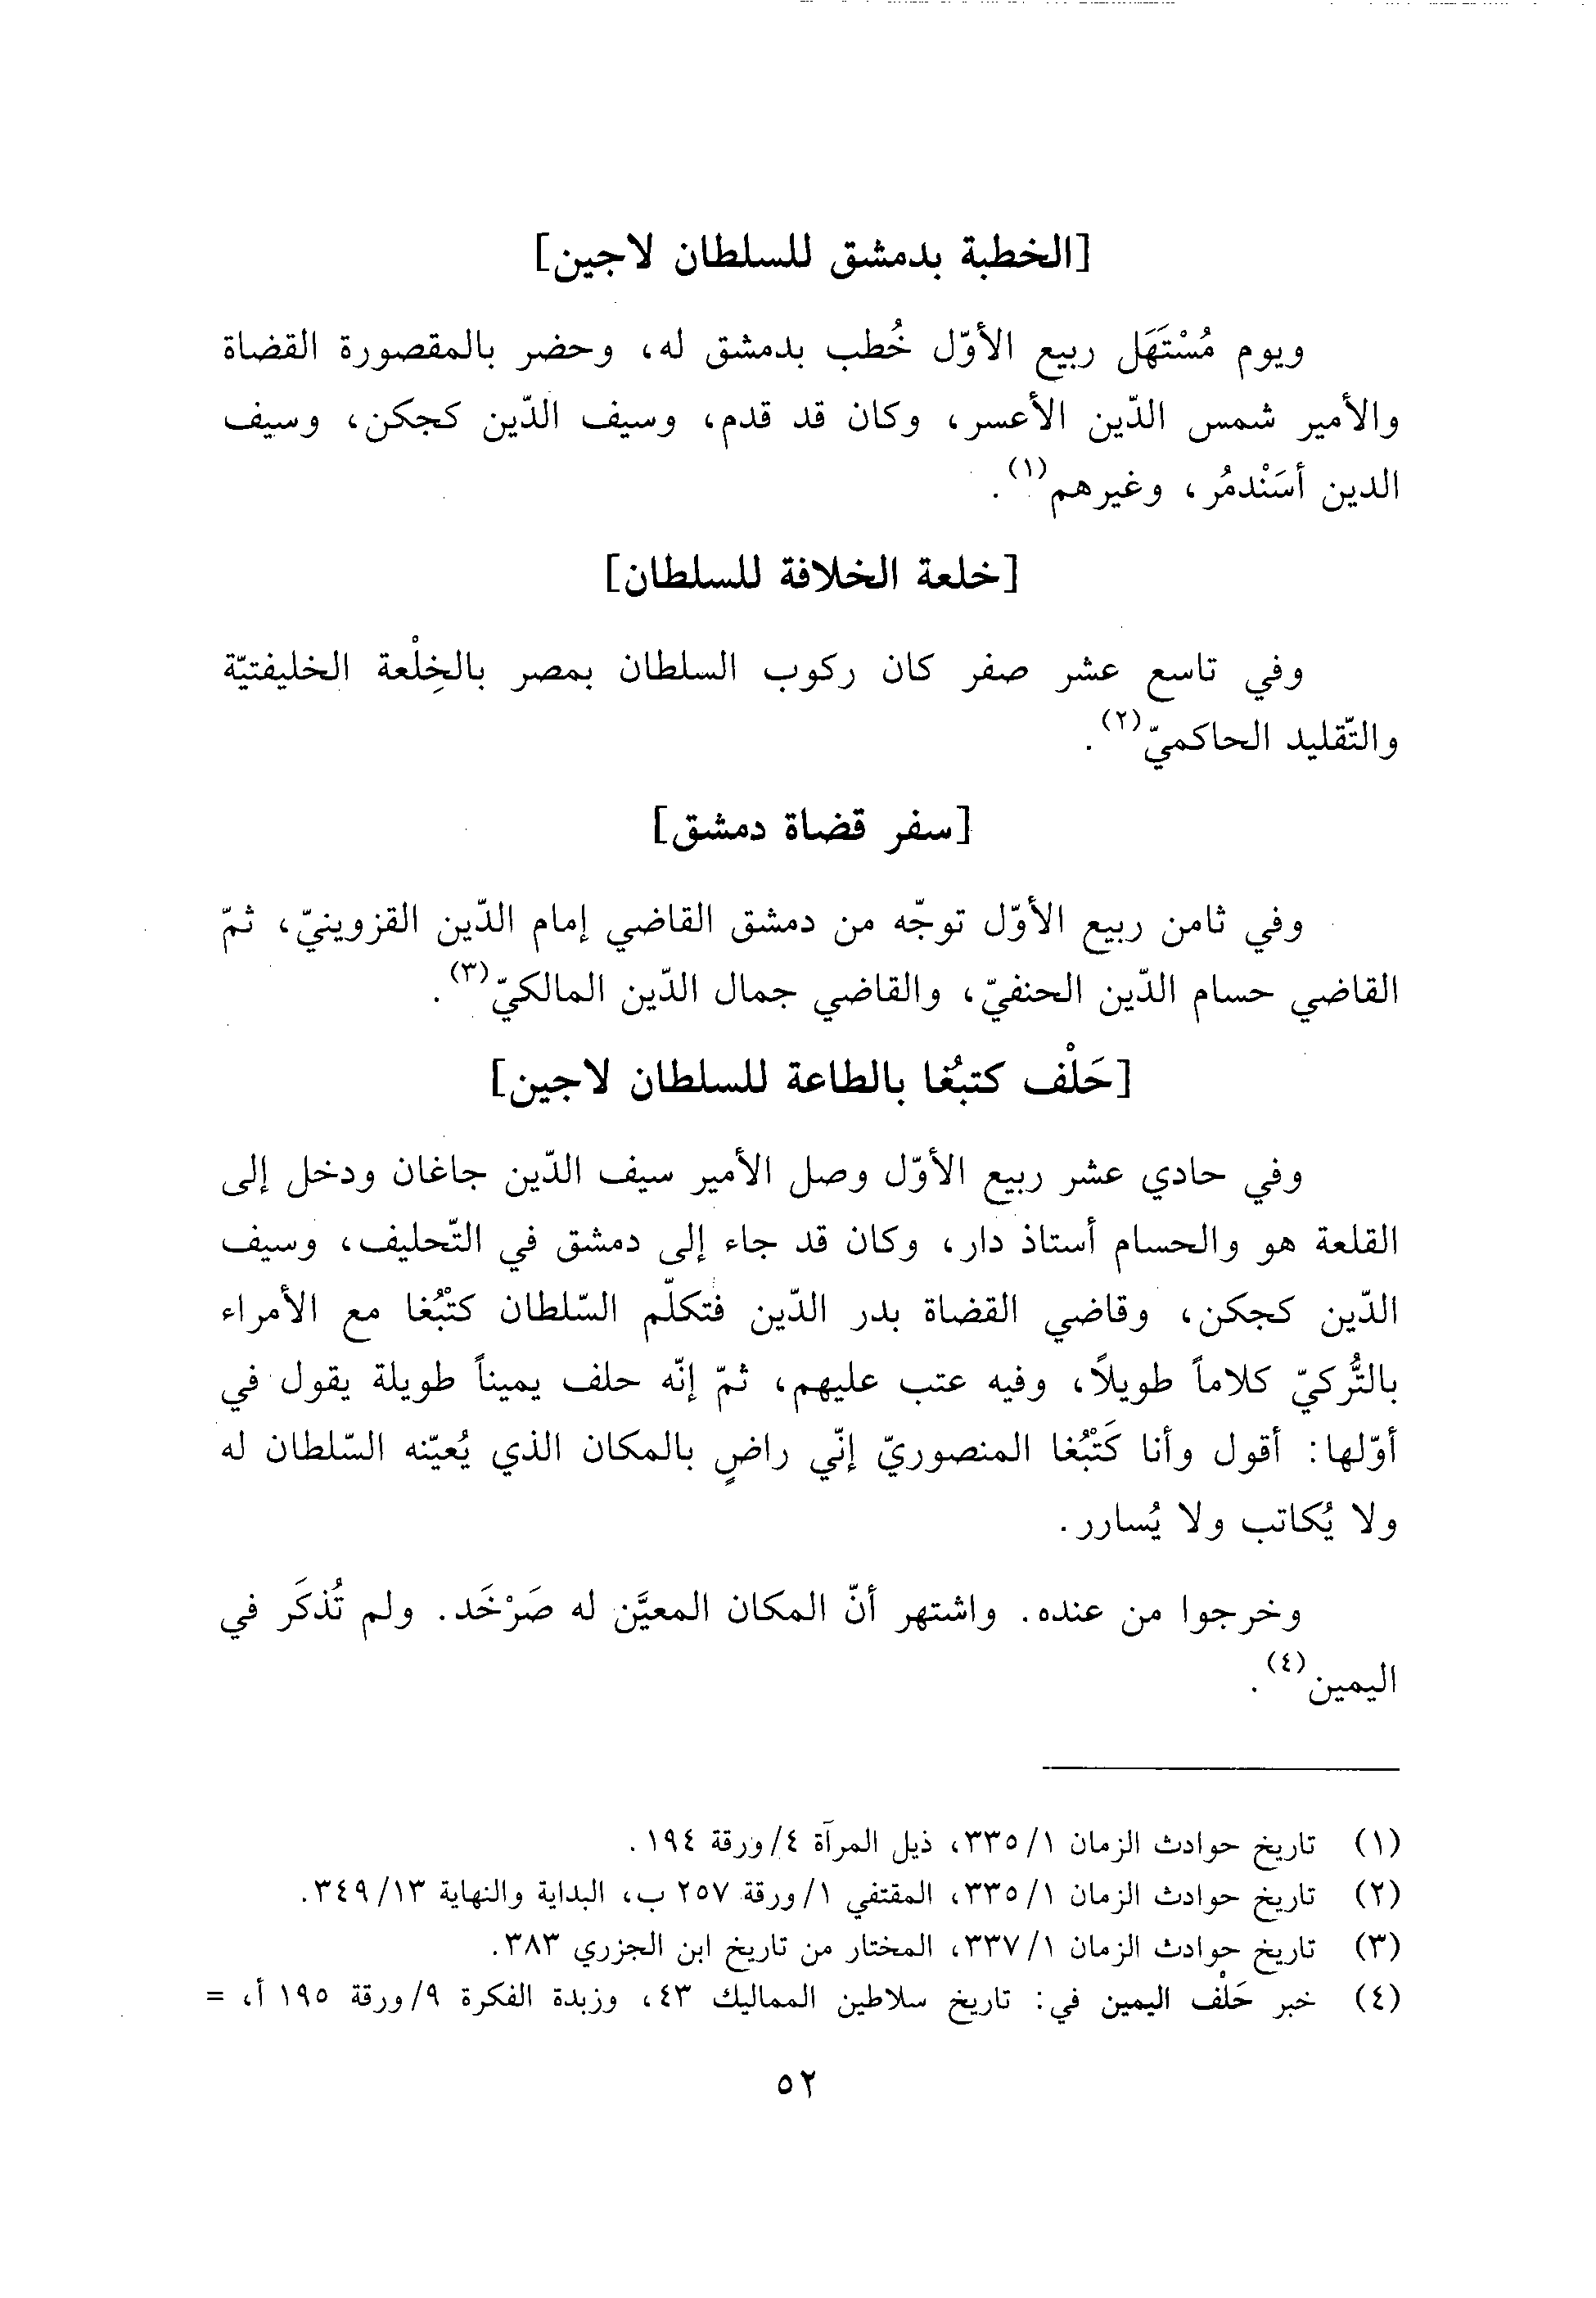 [الخطبة بدمشق للسلطان لاجين]
ويوم مُسْتَهَل ربيع الأوّل خُطب بدمشق له، وحضر بالمقصورة القضاة
والأمير شمس الدّين الأعسر، وكان قد قدم، وسيف الدّين كجكن، وسيف
الدين أسَنْدمُر، وغيرهم(١).
[خلعة الخلافة للسلطان]
وفي تاسع عشر صفر كان ركوب السلطان بمصر بالخِلْعة الخليفتيّة
والتّقليد الحاكميّ(٢).
[سفر قضاة دمشق]
وفي ثامن ربيع الأوّل توجّه من دمشق القاضي إمام الدّين القزوينيّ، ثمّ
القاضي حسام الدّين الحنفيّ، والقاضي جمال الدّين المالكيّ(٣).
[حَلْف كتبُغا بالطاعة للسلطان لاجين]
وفي حادي عشر ربيع الأوّل وصل الأمير سيف الدّين جاغان ودخل إلى
القلعة هو والحسام أستاذ دار، وكان قد جاء إلى دمشق في التّحليف، وسيف
الدّين كجكن، وقاضي القضاة بدر الدّين فتكلّم السّلطان كتْبُغا مع الأمراء
بالتُّركيّ كلاماً طويلاً، وفيه عتب عليهم، ثمّ إنّه حلف يميناً طويلة يقول في
أوّلها: أقول وأنا كَتْبُغا المنصوريّ إنّي راضٍ بالمكان الذي يُعيّنه السّلطان له
ولا يُكاتب ولا يُسارر.
وخرجوا من عنده. واشتهر أنّ المكان المعيَّن له صَرْخَد. ولم تُذكَر في
اليمين(٤).
(١) تاريخ حوادث الزمان ١/ ٣٣٥، ذيل المرآة ٤/ ورقة ١٩٤.
(٢) تاريخ حوادث الزمان ١/ ٣٣٥، المقتفي ١/ ورقة ٢٥٧ ب، البداية والنهاية ١٣/ ٣٤٩.
(٣) تاريخ حوادث الزمان ١/ ٣٣٧، المختار من تاريخ ابن الجزري ٣٨٣.
(٤) خبر حَلْف اليمين في: تاريخ سلاطين المماليك ٤٣، وزبدة الفكرة ٩/ ورقة ١٩٥ أ، =
٥٢